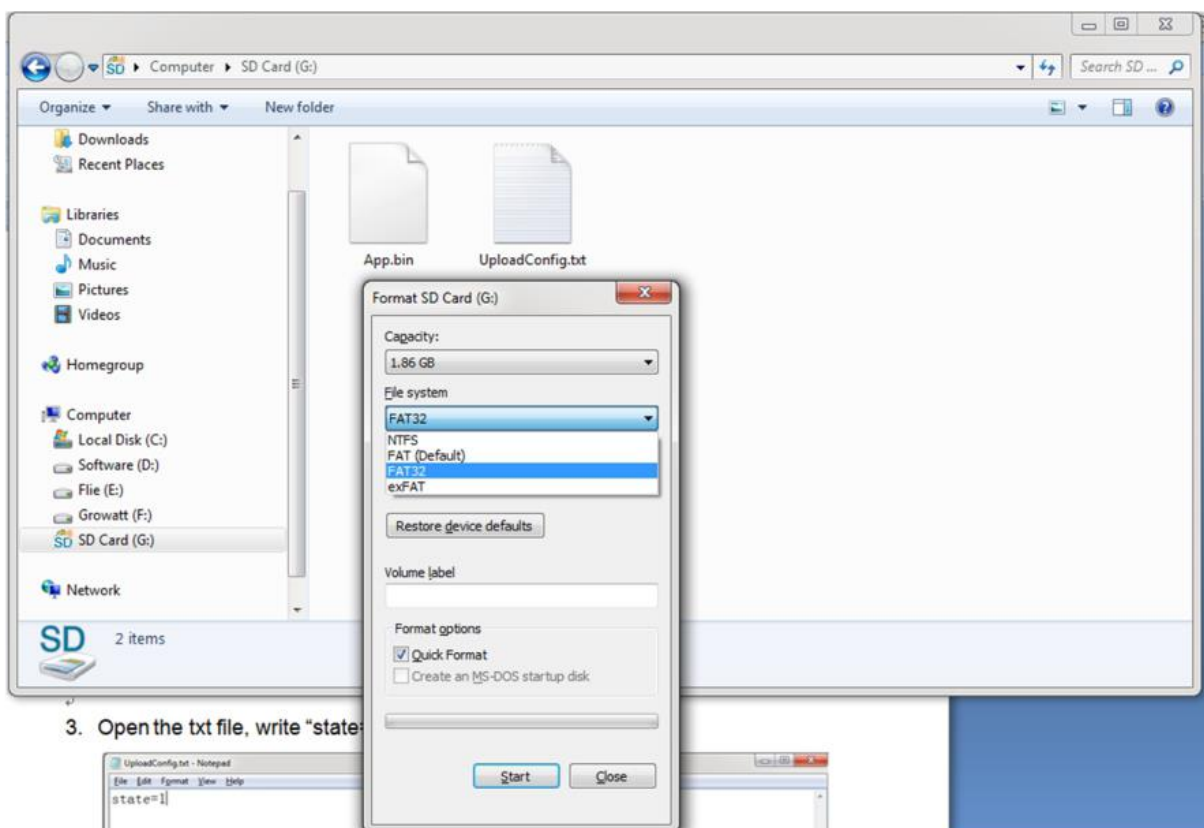 SD Computer SD Card (G:)
Search SD ...
Organize Share with New folder
Downloads
Recent Places
Libraries
Documents
Music
Pictures
Videos
Homegroup
Computer
Local Disk (C:)
Software (D:)
Flie (E:)
Growatt (F:)
SD SD Card (G:)
Network
SD 2 items
App.bin UploadConfig.txt
Format SD Card (G:)
Capacity:
1.86 GB
File system
FAT32
NTFS
FAT (Default)
FAT32
exFAT
Restore device defaults
Volume label
Format options
Quick Format
Create an MS-DOS startup disk
Start Close
3. Open the txt file, write “state=
UploadConfig.txt - Notepad
File Edit Format View Help
state=1